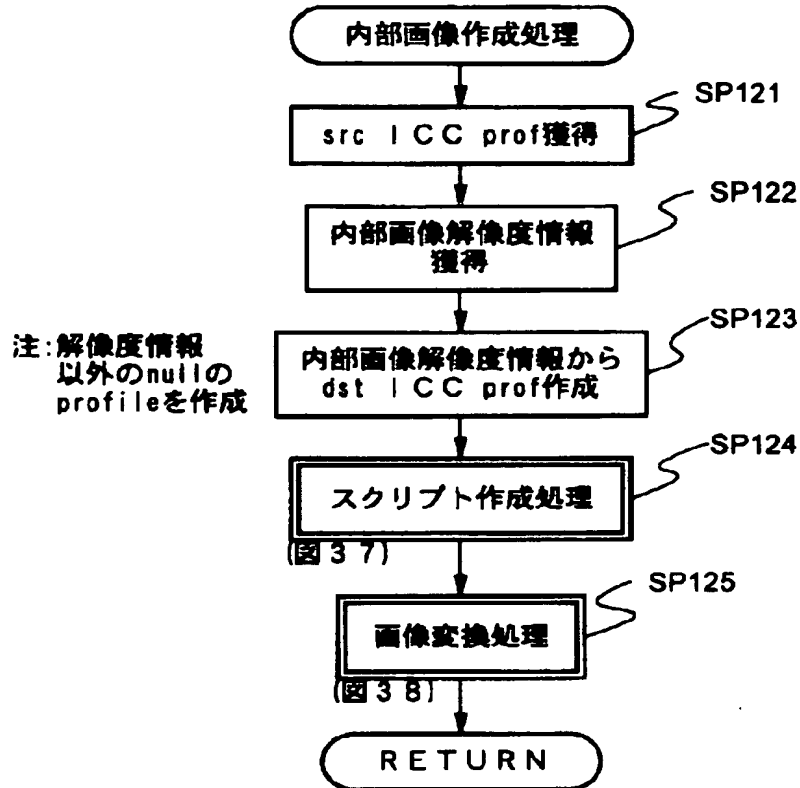 内部画像作成処理
SP121
src ICC prof獲得
SP122
内部画像解像度情報
獲得
SP123
内部画像解像度情報から
dst ICC prof作成
注:解像度情報
以外のnullの
profileを作成
SP124
スクリプト作成処理
(図37)
SP125
画像変換処理
(図38)
RETURN